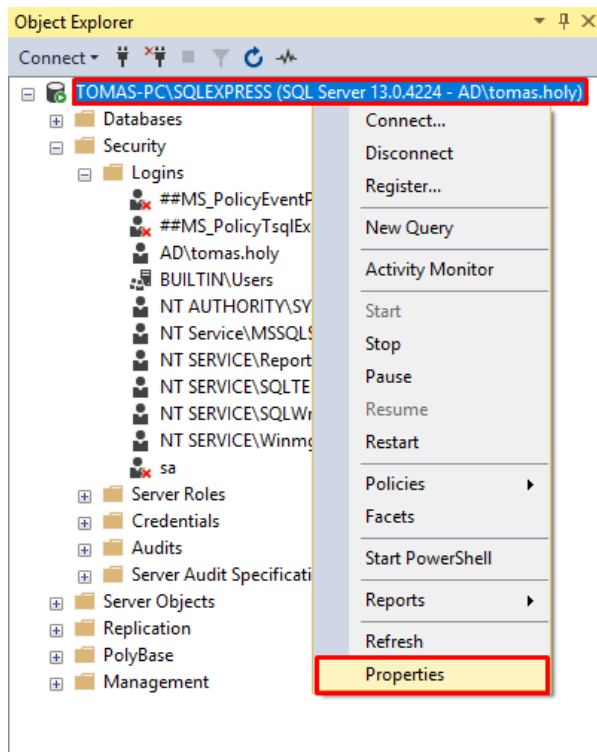 Object Explorer
Connect
TOMAS-PC\SQLEXPRESS (SQL Server 13.0.4224 - AD\tomas.holy)
Databases
Security
Logins
##MS_PolicyEventP
##MS_PolicyTsqlEx
AD\tomas.holy
BUILTIN\Users
NT AUTHORITY\SY
NT Service\MSSQLS
NT SERVICE\Report
NT SERVICE\SQLTE
NT SERVICE\SQLWr
NT SERVICE\Winmg
sa
Server Roles
Credentials
Audits
Server Audit Specificati
Server Objects
Replication
PolyBase
Management
Connect...
Disconnect
Register...
New Query
Activity Monitor
Start
Stop
Pause
Resume
Restart
Policies
Facets
Start PowerShell
Reports
Refresh
Properties